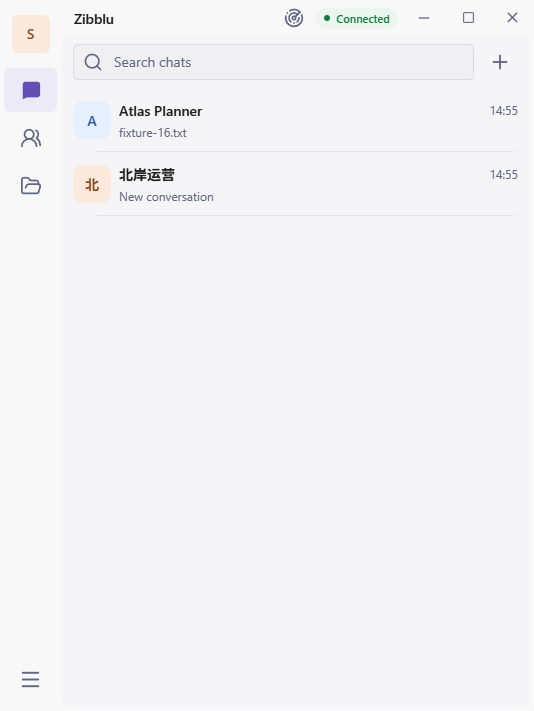 S
Zibblu
Connected
Search chats
A
Atlas Planner
14:55
fixture-16.txt
北
北岸运营
14:55
New conversation